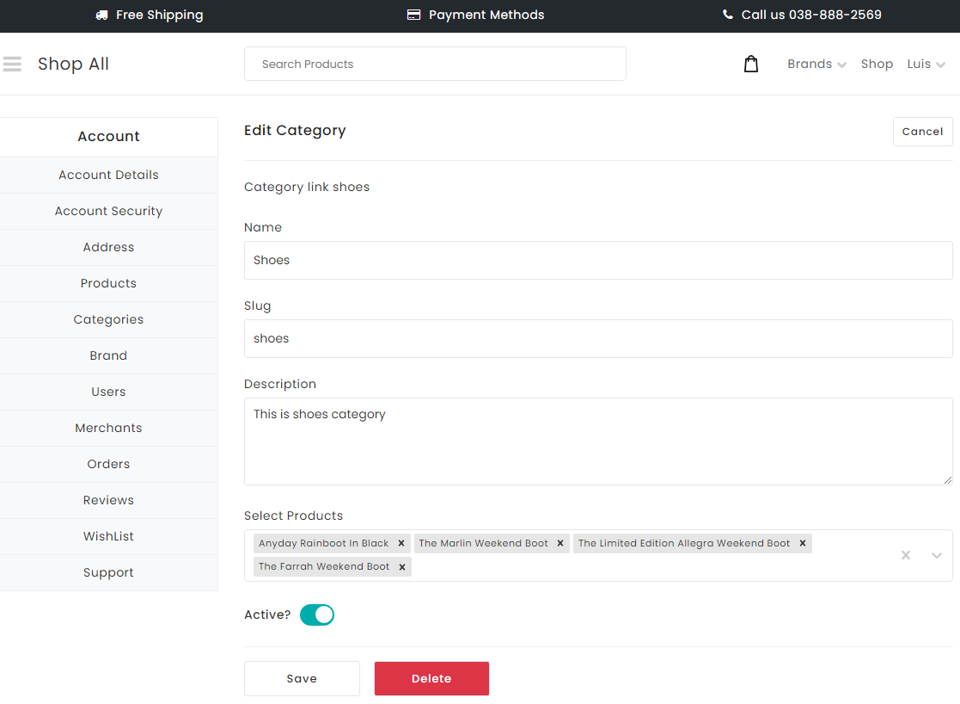 Free Shipping
Payment Methods
Call us 038-888-2569
Shop All
Search Products
Brands
Shop
Luis
Account
Account Details
Account Security
Address
Products
Categories
Brand
Users
Merchants
Orders
Reviews
WishList
Support
Edit Category
Cancel
Category link shoes
Name
Shoes
Slug
shoes
Description
This is shoes category
Select Products
Anyday Rainboot In Black
The Marlin Weekend Boot
The Limited Edition Allegra Weekend Boot
The Farrah Weekend Boot
Active?
Save
Delete